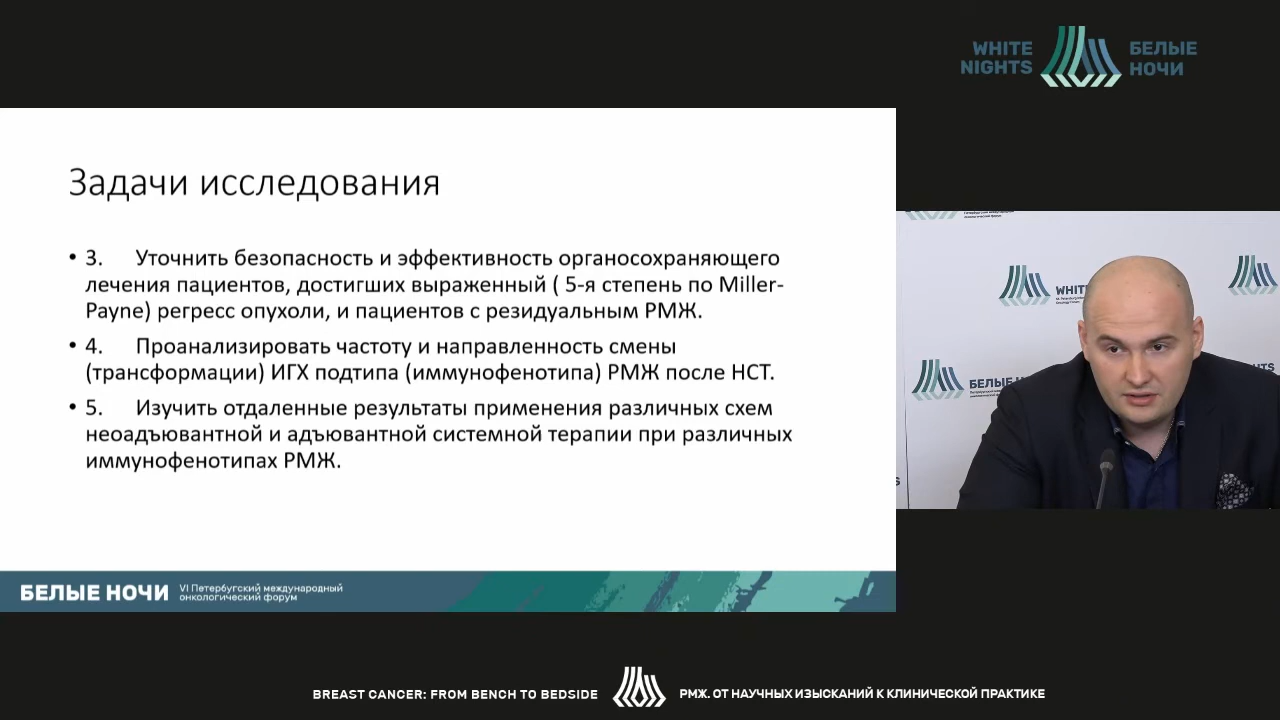 WHITE
NIGHTS
БЕЛЫЕ
НОЧИ
Задачи исследования
• 3. Уточнить безопасность и эффективность органосохраняющего
лечения пациентов, достигших выраженный ( 5-я степень по Miller-
Payne) регресс опухоли, и пациентов с резидуальным РМЖ.
• 4. Проанализировать частоту и направленность смены
(трансформации) ИГХ подтипа (иммунофенотипа) РМЖ после НСТ.
• 5. Изучить отдаленные результаты применения различных схем
неоадъювантной и адъювантной системной терапии при различных
иммунофенотипах РМЖ.
БЕЛЫЕ НОЧИ
VI Петербургский международный
онкологический форум
WHITE
БЕЛЫЕ
BREAST CANCER: FROM BENCH TO BEDSIDE
РМЖ. ОТ НАУЧНЫХ ИЗЫСКАНИЙ К КЛИНИЧЕСКОЙ ПРАКТИКЕ